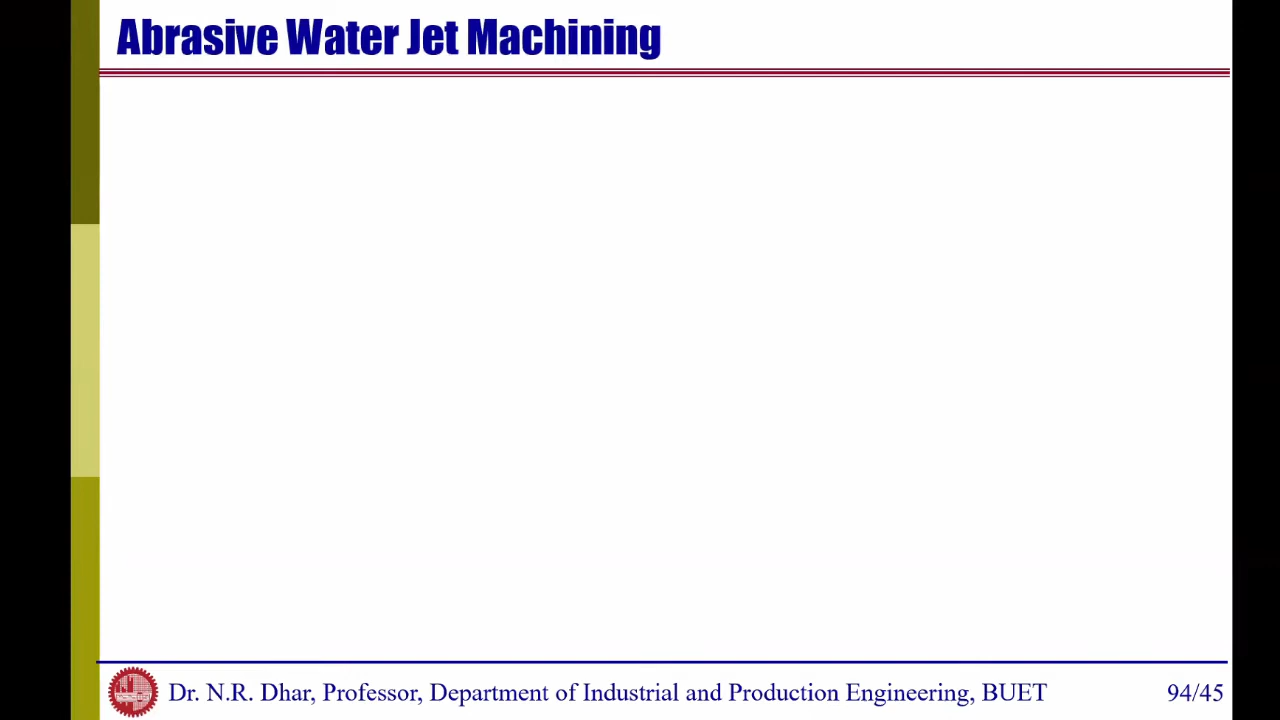 Abrasive Water Jet Machining
Dr. N.R. Dhar, Professor, Department of Industrial and Production Engineering, BUET
94/45